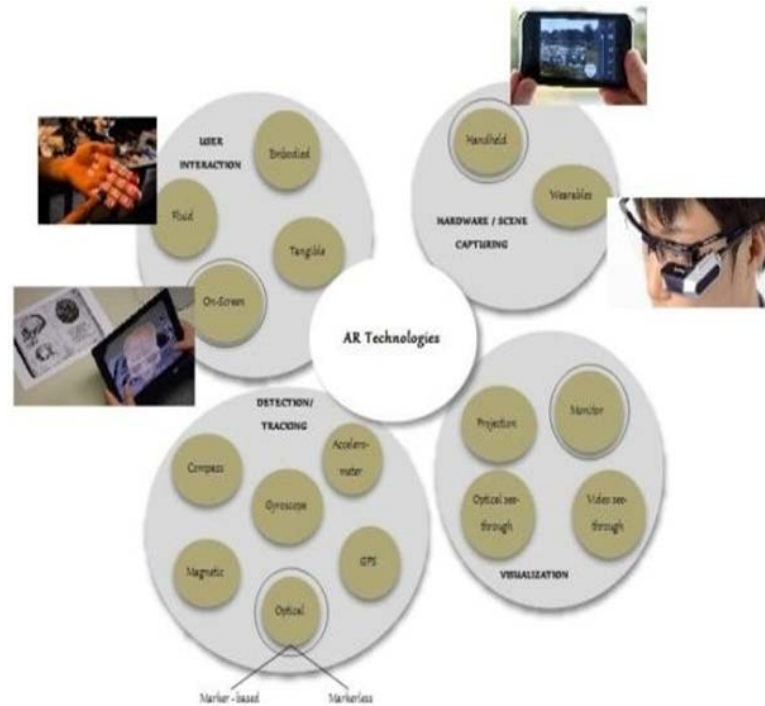 USER
INTERACTION
Embodied
Fluid
Tangible
On-Screen
Handheld
Wearables
HARDWARE / SCENE
CAPTURING
AR Technologies
DETECTION/
TRACKING
Accelero-
meter
Compass
Gyroscope
Magnetic
GPS
Optical
Marker-based
Markerless
Projection
Monitor
Optical see-
through
Video see-
through
VISUALIZATION